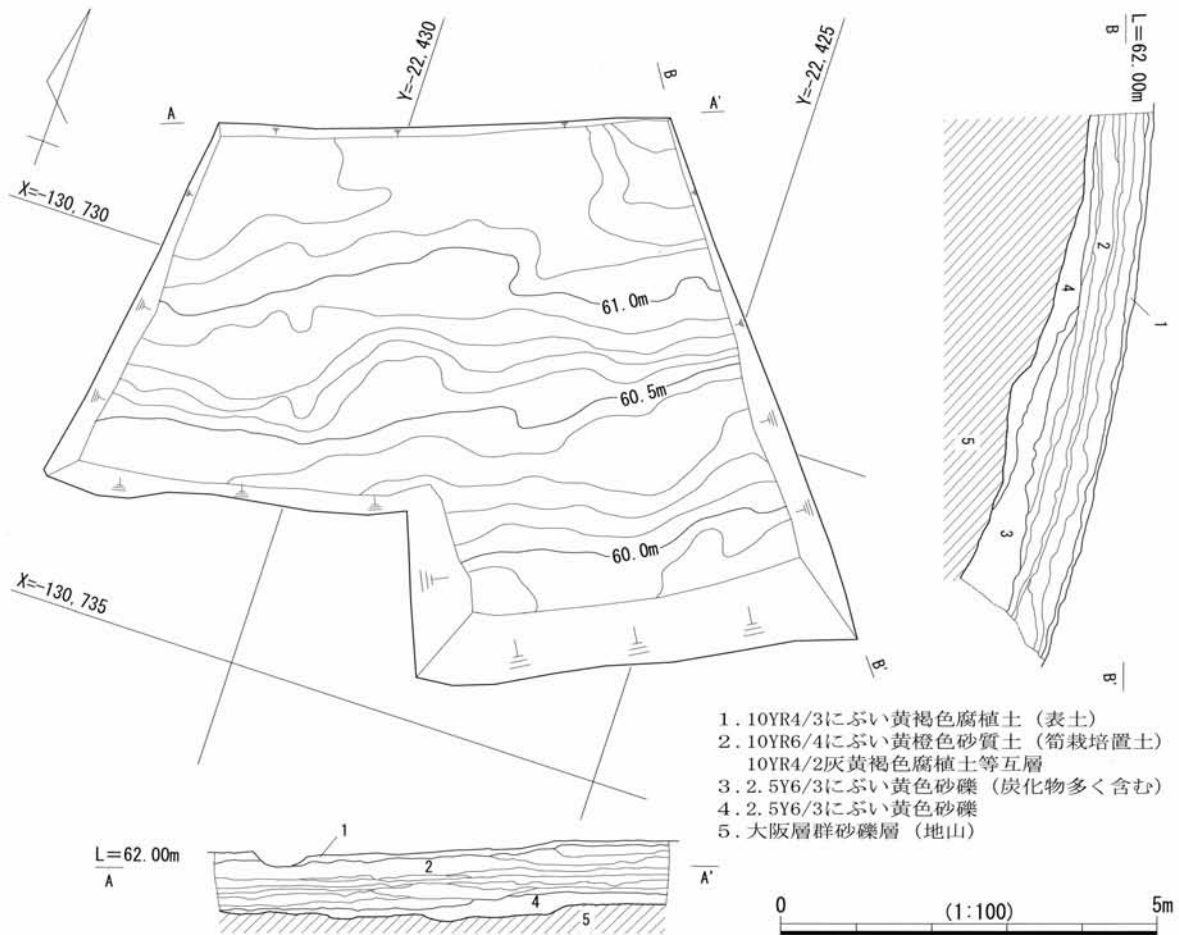 Y=-22,430
B
Y=-22,425
L=62.00m
B
A
A'
X=-130,730
2
1
4
61.0m
60.5m
5
3
60.0m
X=-130,735
B'
B'
1.10YR4/3にぶい黄褐色腐植土（表土）
2.10YR6/4にぶい黄橙色砂質土（筍栽培置土）
10YR4/2灰黄褐色腐植土等互層
3.2.5Y6/3にぶい黄色砂礫（炭化物多く含む）
4.2.5Y6/3にぶい黄色砂礫
5.大阪層群砂礫層（地山）
1
L=62.00m
A
2
A'
4
5
0
(1:100)
5m